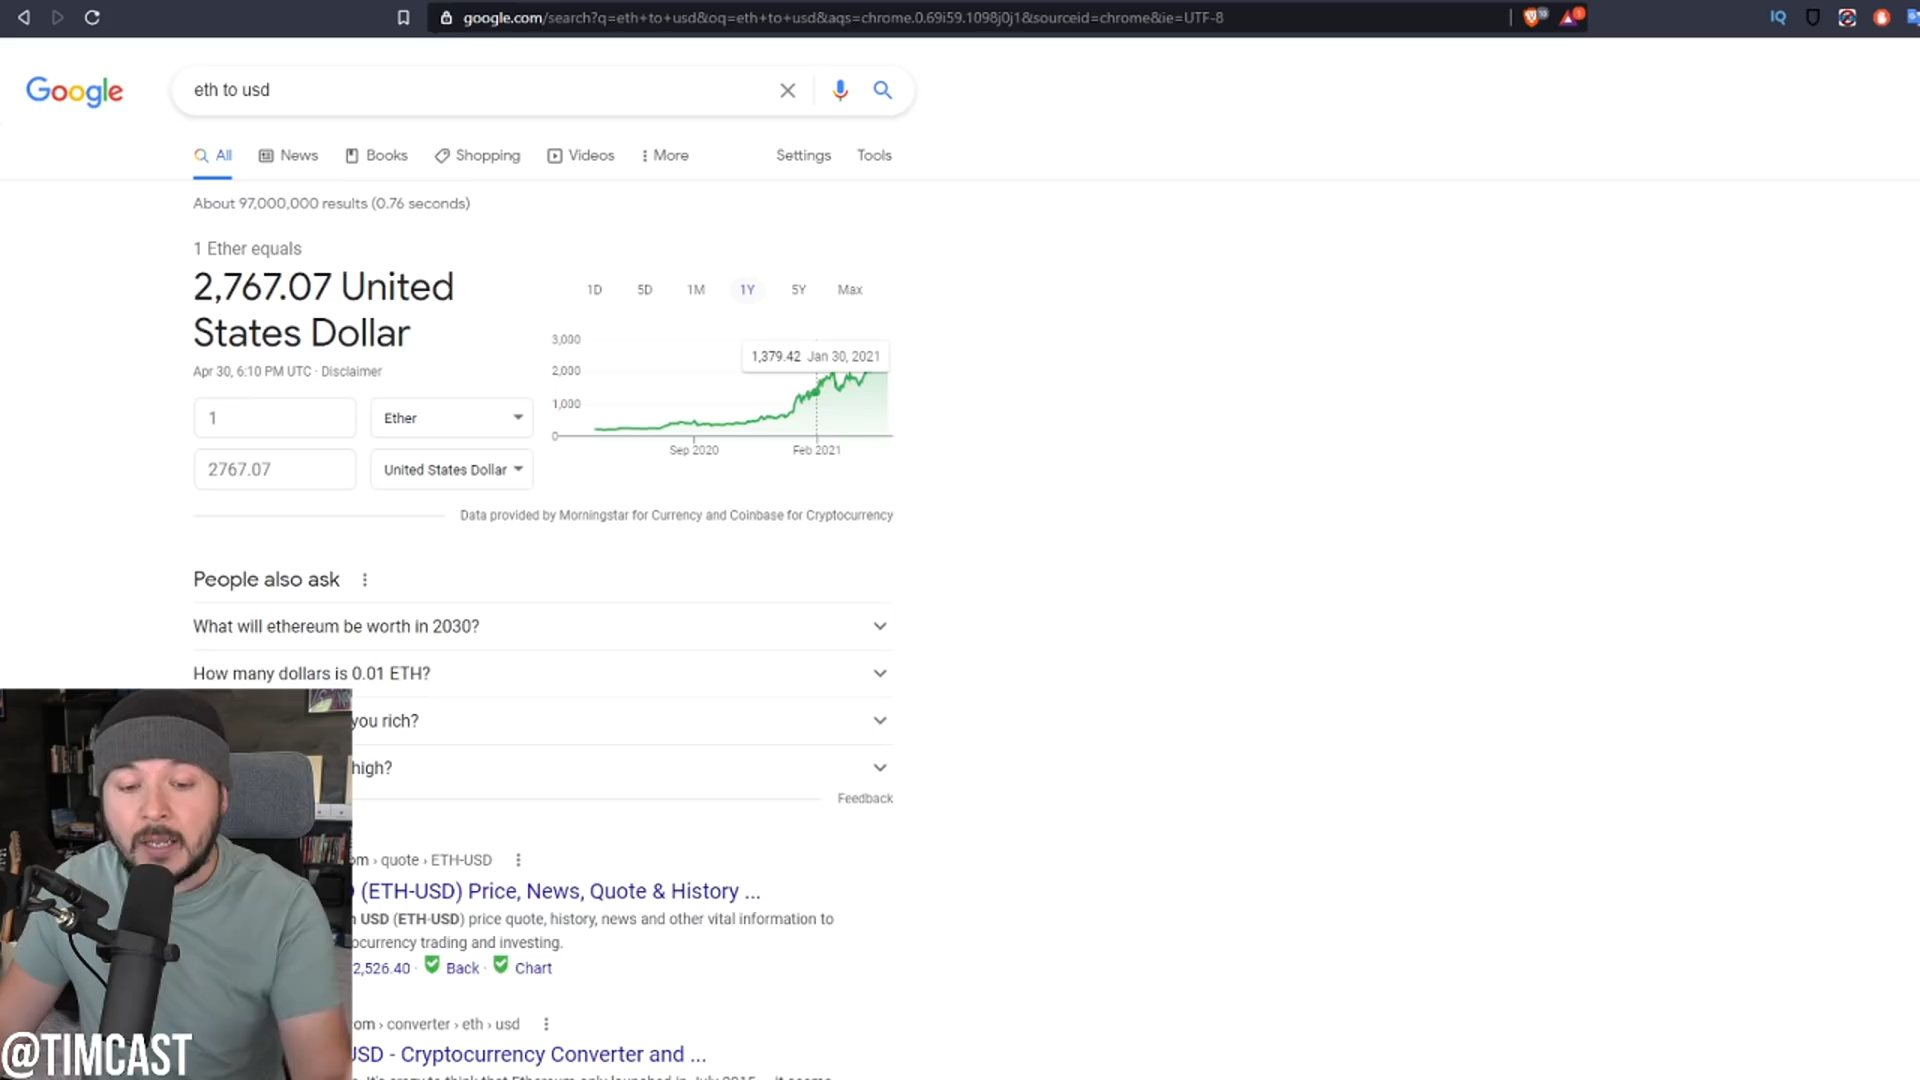 google.com/search?q=eth+to+usd&oq=eth+to+usd&aqs=chrome.0.69i59.1098j0j1&sourceid=chrome&ie=UTF-8
IQ
Google
eth to usd
All News Books Shopping Videos More Settings Tools
About 97,000,000 results (0.76 seconds)
1 Ether equals
2,767.07 United
States Dollar
Apr 30, 6:10 PM UTC · Disclaimer
1 Ether
2767.07 United States Dollar
1D 5D 1M 1Y 5Y Max
3,000
1,379.42 Jan 30, 2021
2,000
1,000
0
Sep 2020 Feb 2021
Data provided by Morningstar for Currency and Coinbase for Cryptocurrency
People also ask
What will ethereum be worth in 2030?
How many dollars is 0.01 ETH?
you rich?
high?
Feedback
om › quote › ETH-USD
(ETH-USD) Price, News, Quote & History ...
USD (ETH-USD) price quote, history, news and other vital information to
ocurrency trading and investing.
2,526.40 · Back · Chart
om › converter › eth › usd
USD - Cryptocurrency Converter and ...
@TIMCAST